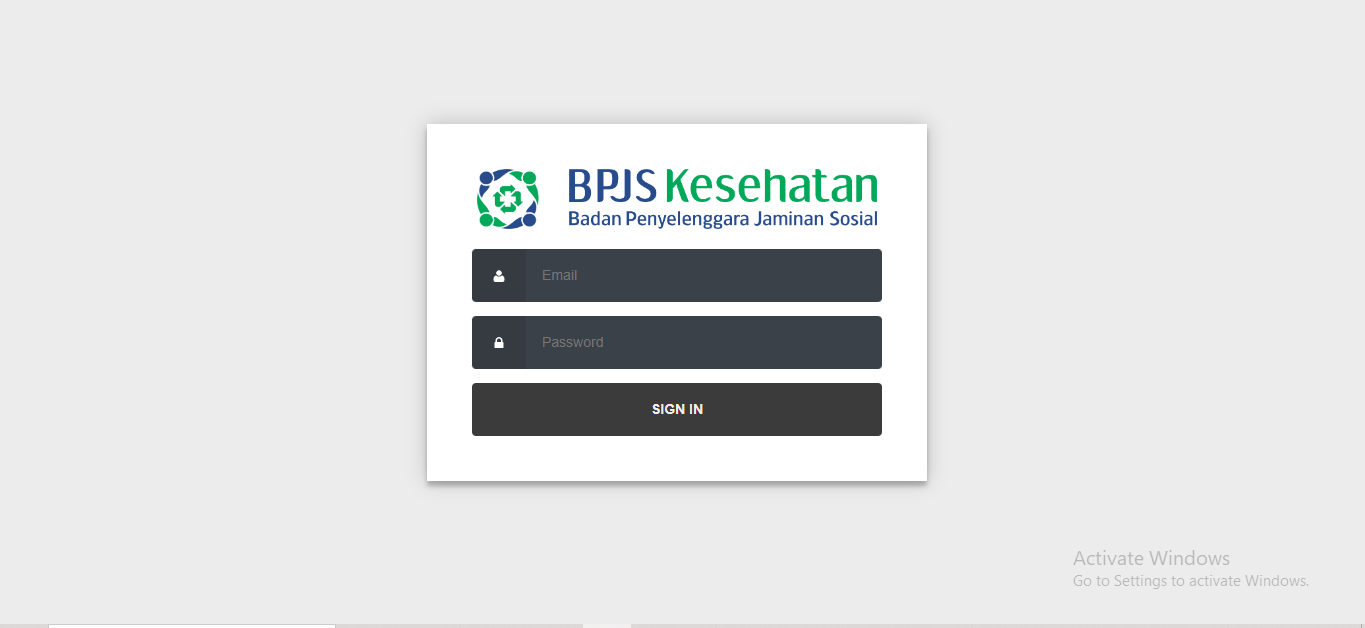 BPJS Kesehatan
Badan Penyelenggara Jaminan Sosial
Email
Password
SIGN IN
Activate Windows
Go to Settings to activate Windows.